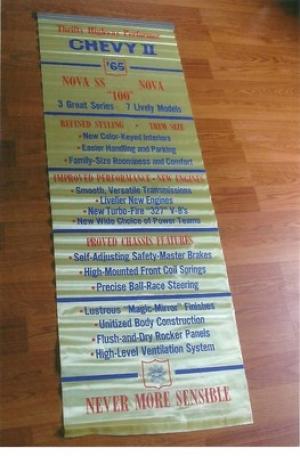 Thrifty Highway Performer
CHEVY II
'65
NOVA SS NOVA
"100"
3 Great Series 7 Lively Models
REFINED STYLING • TRIM SIZE
• New Color-Keyed Interiors
• Easier Handling and Parking
• Family-Size Roominess and Comfort
IMPROVED PERFORMANCE • NEW ENGINES
• Smooth, Versatile Transmissions
• Livelier New Engines
• New Turbo-Fire "327" V-8's
• New Wide Choice of Power Teams
PROVED CHASSIS FEATURES
• Self-Adjusting Safety-Master Brakes
• High-Mounted Front Coil Springs
• Precise Ball-Race Steering
• Lustrous "Magic-Mirror" Finishes
• Unitized Body Construction
• Flush-and-Dry Rocker Panels
• High-Level Ventilation System
NEVER MORE SENSIBLE